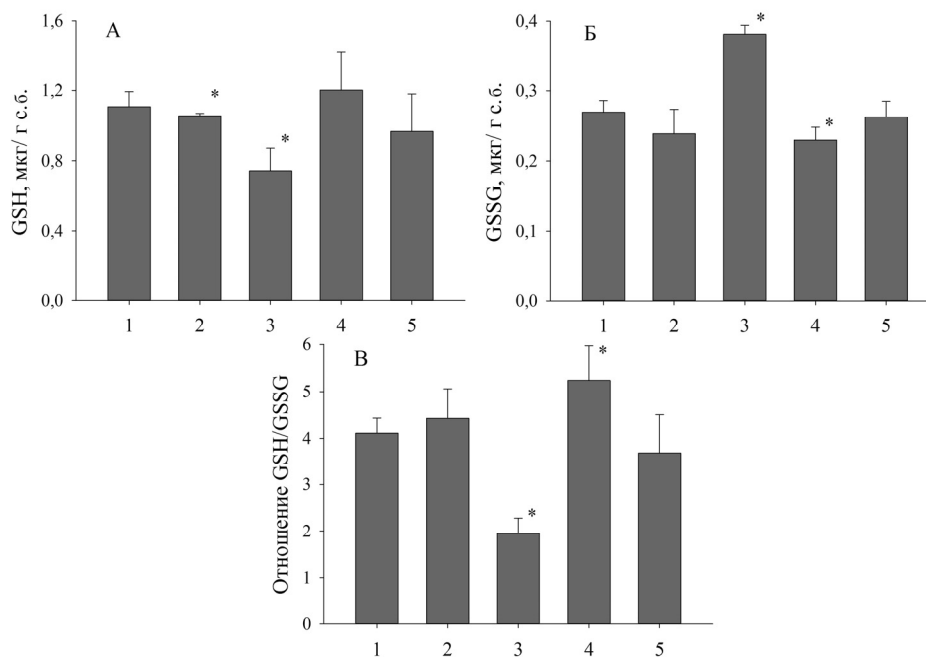 А
GSH, мкг/ г с.б.
1,6
1,2
0,8
0,4
0,0
*
*
1 2 3 4 5
Б
GSSG, мкг/ г с.б.
0,4
0,3
0,2
0,1
0,0
*
*
1 2 3 4 5
В
Отношение GSH/GSSG
6
5
4
3
2
1
0
*
*
1 2 3 4 5